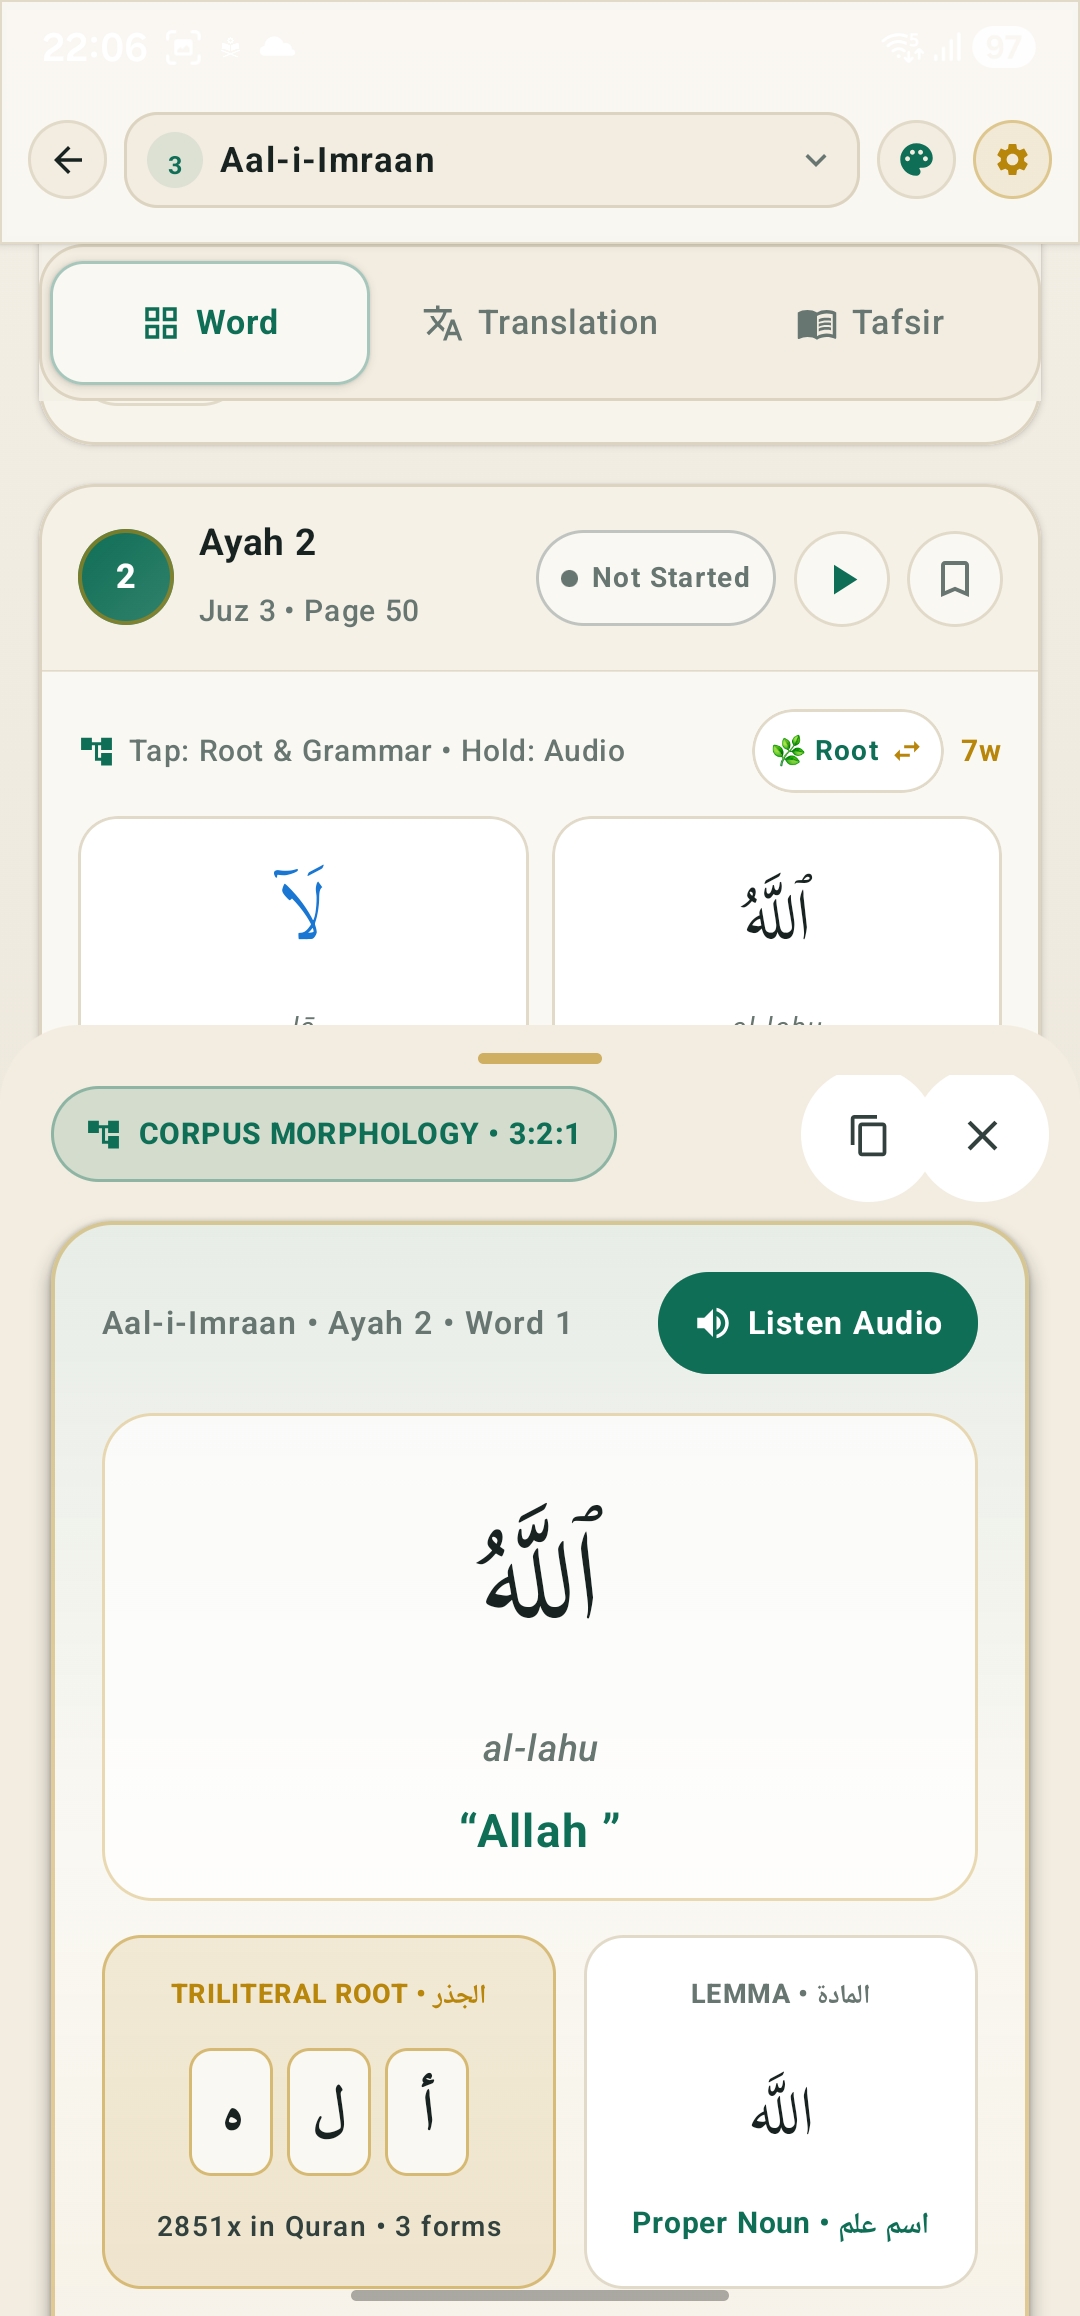 22:06 97
3 Aal-i-Imraan
Word Translation Tafsir
2 Ayah 2 Not Started
Juz 3 • Page 50
Tap: Root & Grammar • Hold: Audio Root 7w
ٱللَّهُ لَآ
CORPUS MORPHOLOGY • 3:2:1
Aal-i-Imraan • Ayah 2 • Word 1 Listen Audio
ٱللَّهُ
al-lahu
“Allah ”
TRILITERAL ROOT • الجذر
أ ل ه
2851x in Quran • 3 forms
LEMMA • المادة
اللَّه
Proper Noun • اسم علم